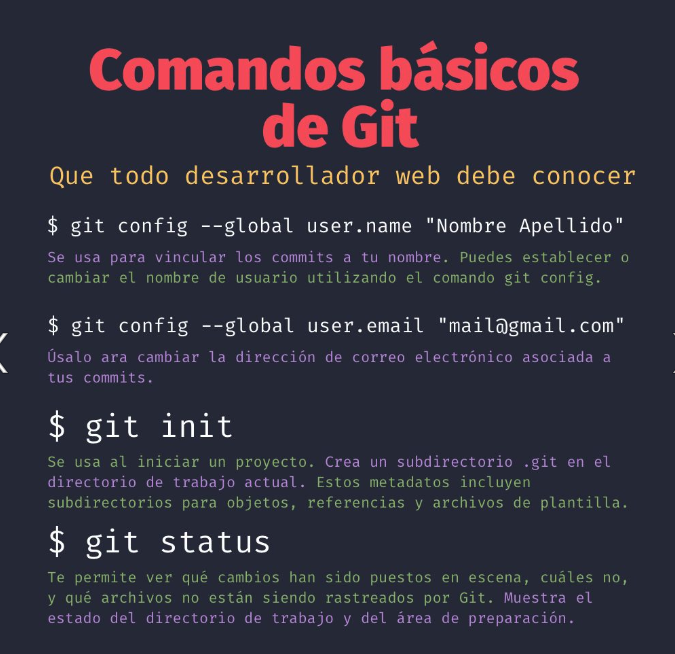 Comandos básicos
de Git
Que todo desarrollador web debe conocer
$ git config --global user.name "Nombre Apellido"
Se usa para vincular los commits a tu nombre. Puedes establecer o
cambiar el nombre de usuario utilizando el comando git config.
$ git config --global user.email "mail@gmail.com"
Úsalo ara cambiar la dirección de correo electrónico asociada a
tus commits.
$ git init
Se usa al iniciar un proyecto. Crea un subdirectorio .git en el
directorio de trabajo actual. Estos metadatos incluyen
subdirectorios para objetos, referencias y archivos de plantilla.
$ git status
Te permite ver qué cambios han sido puestos en escena, cuáles no,
y qué archivos no están siendo rastreados por Git. Muestra el
estado del directorio de trabajo y del área de preparación.